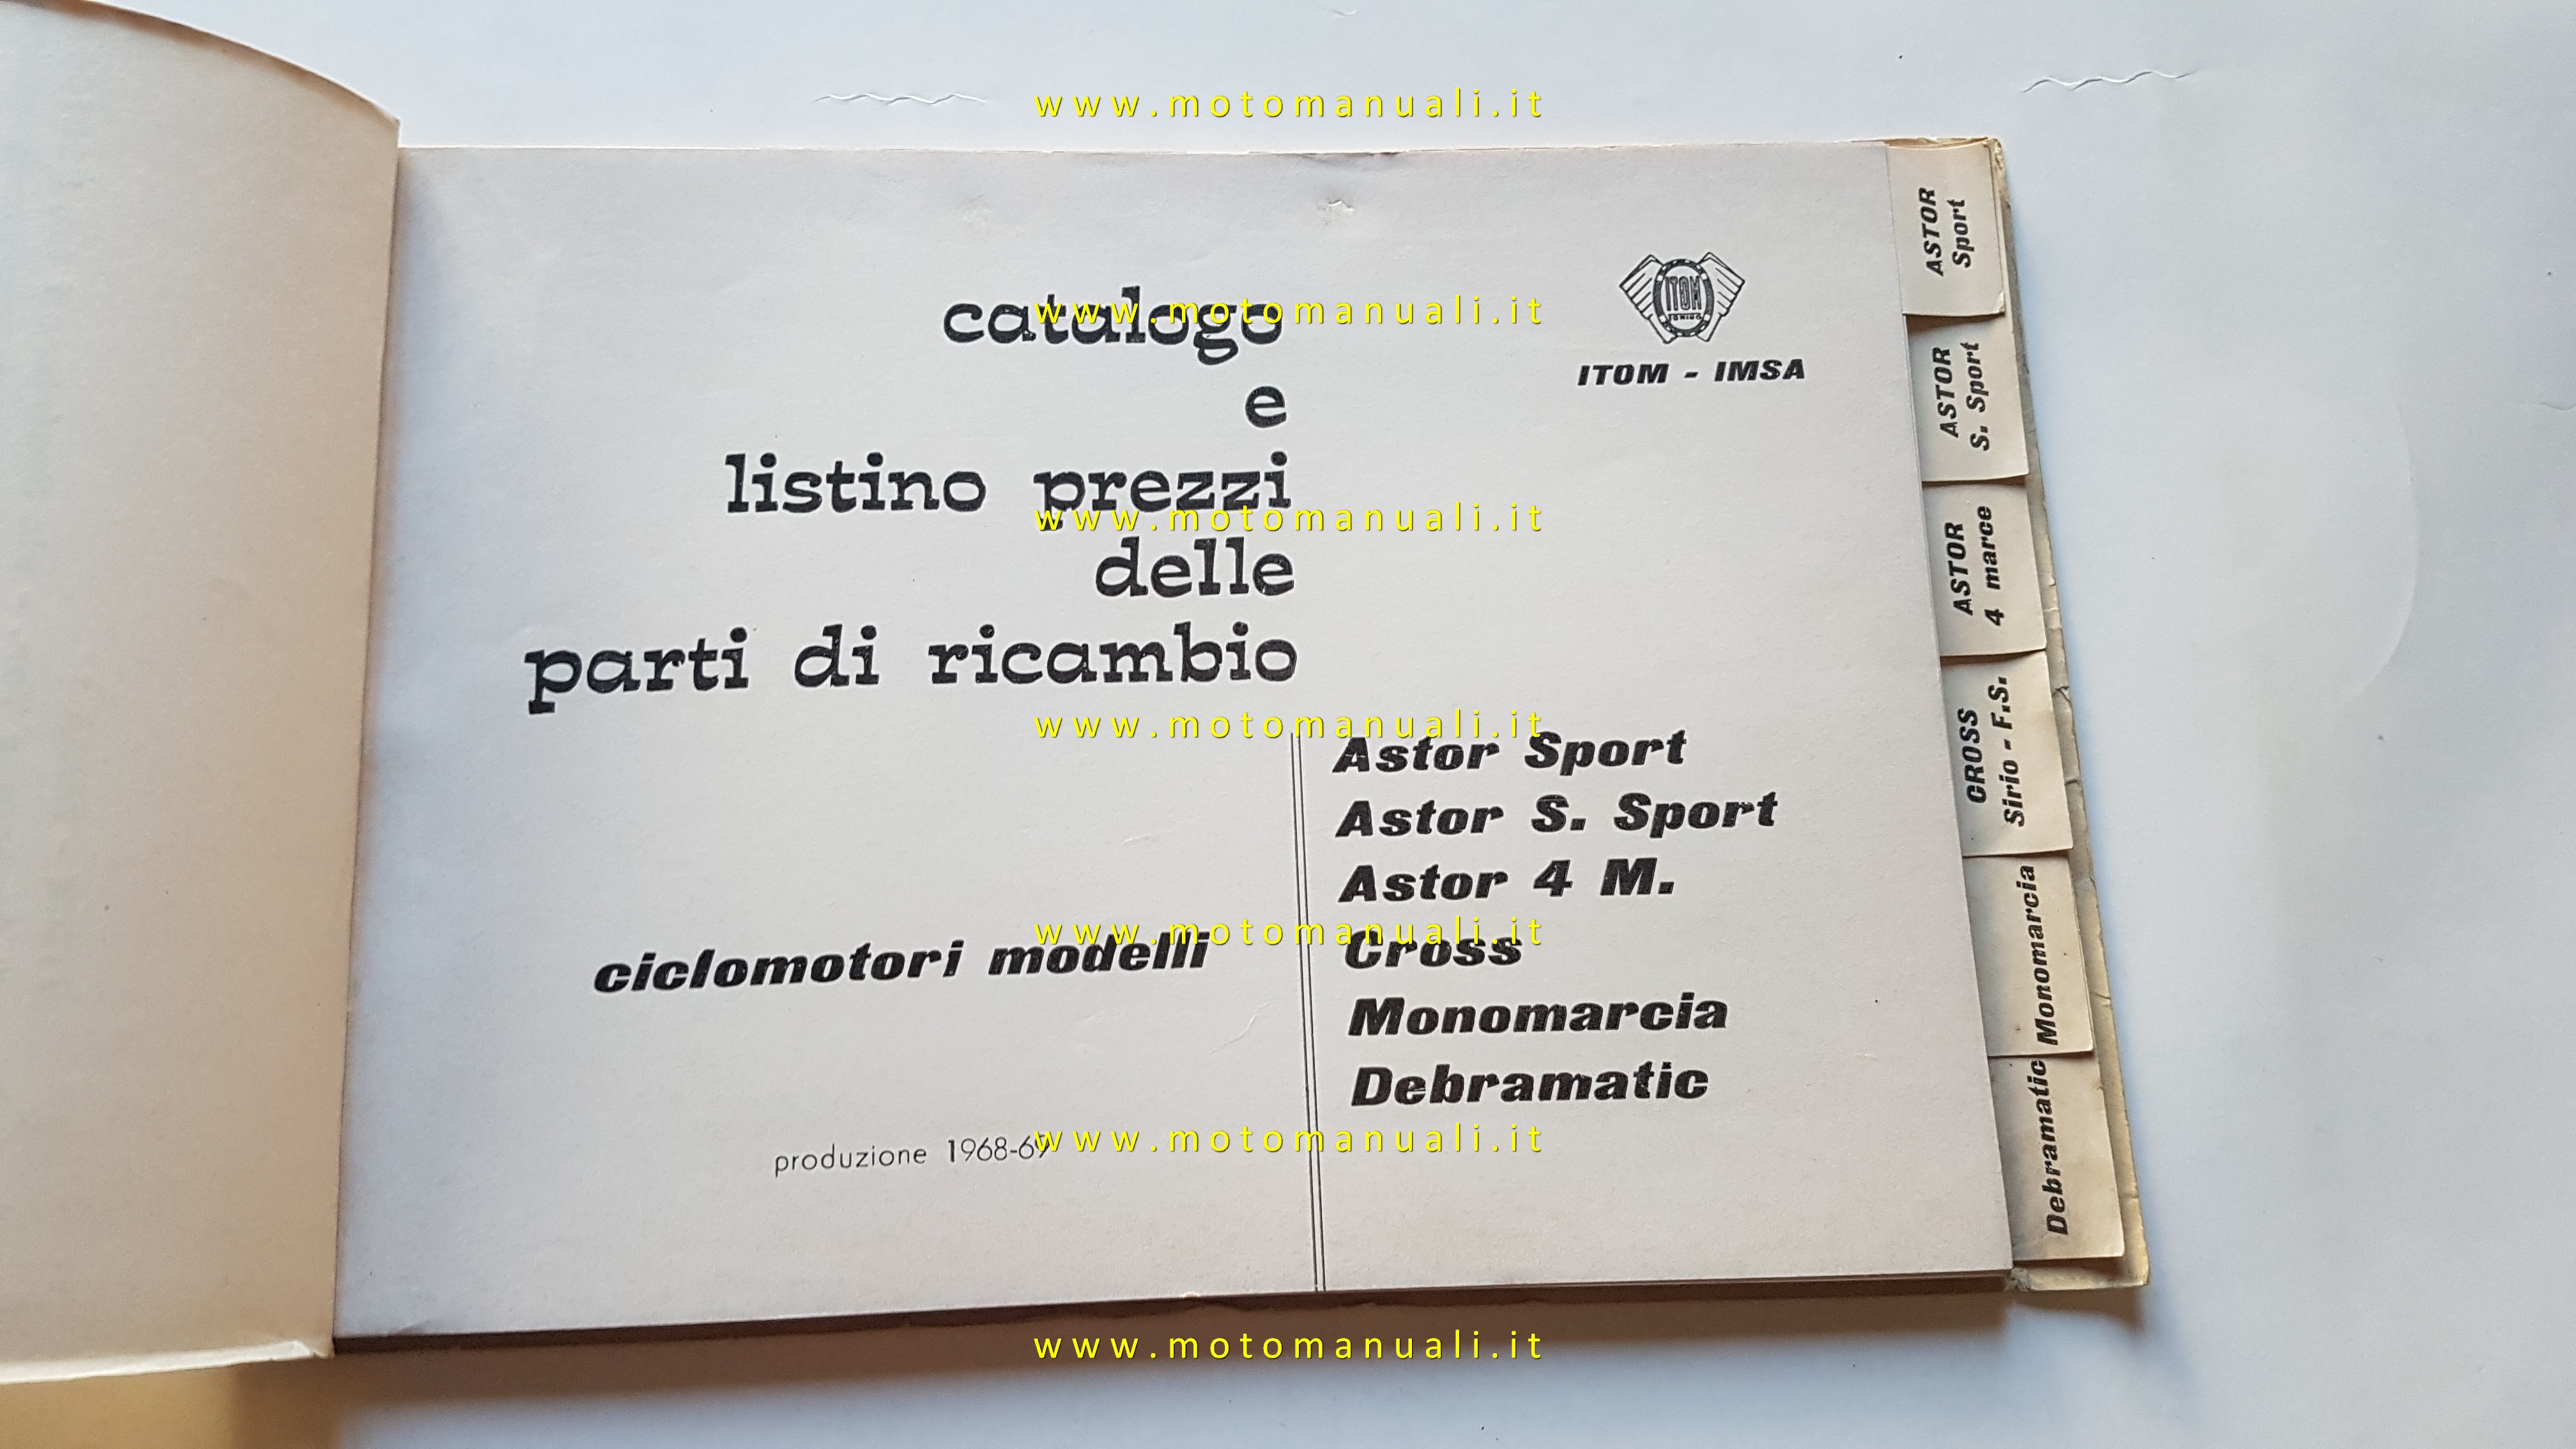 www.motomanuali.it
catalogo
www.motomanuali.it
e
listino prezzi
www.motomanuali.it
delle
parti di ricambio
ITOM
TORINO
ITOM - IMSA
www.motomanuali.it
Astor Sport
Astor S. Sport
Astor 4 M.
ciclomotori modelli
www.motomanuali.it
Cross
Monomarcia
Debramatic
produzione 1968-69
www.motomanuali.it
www.motomanuali.it
ASTOR
Sport
ASTOR
S. Sport
ASTOR
4 marce
CROSS
Sirio - F.S.
Monomarcia
Debramatic